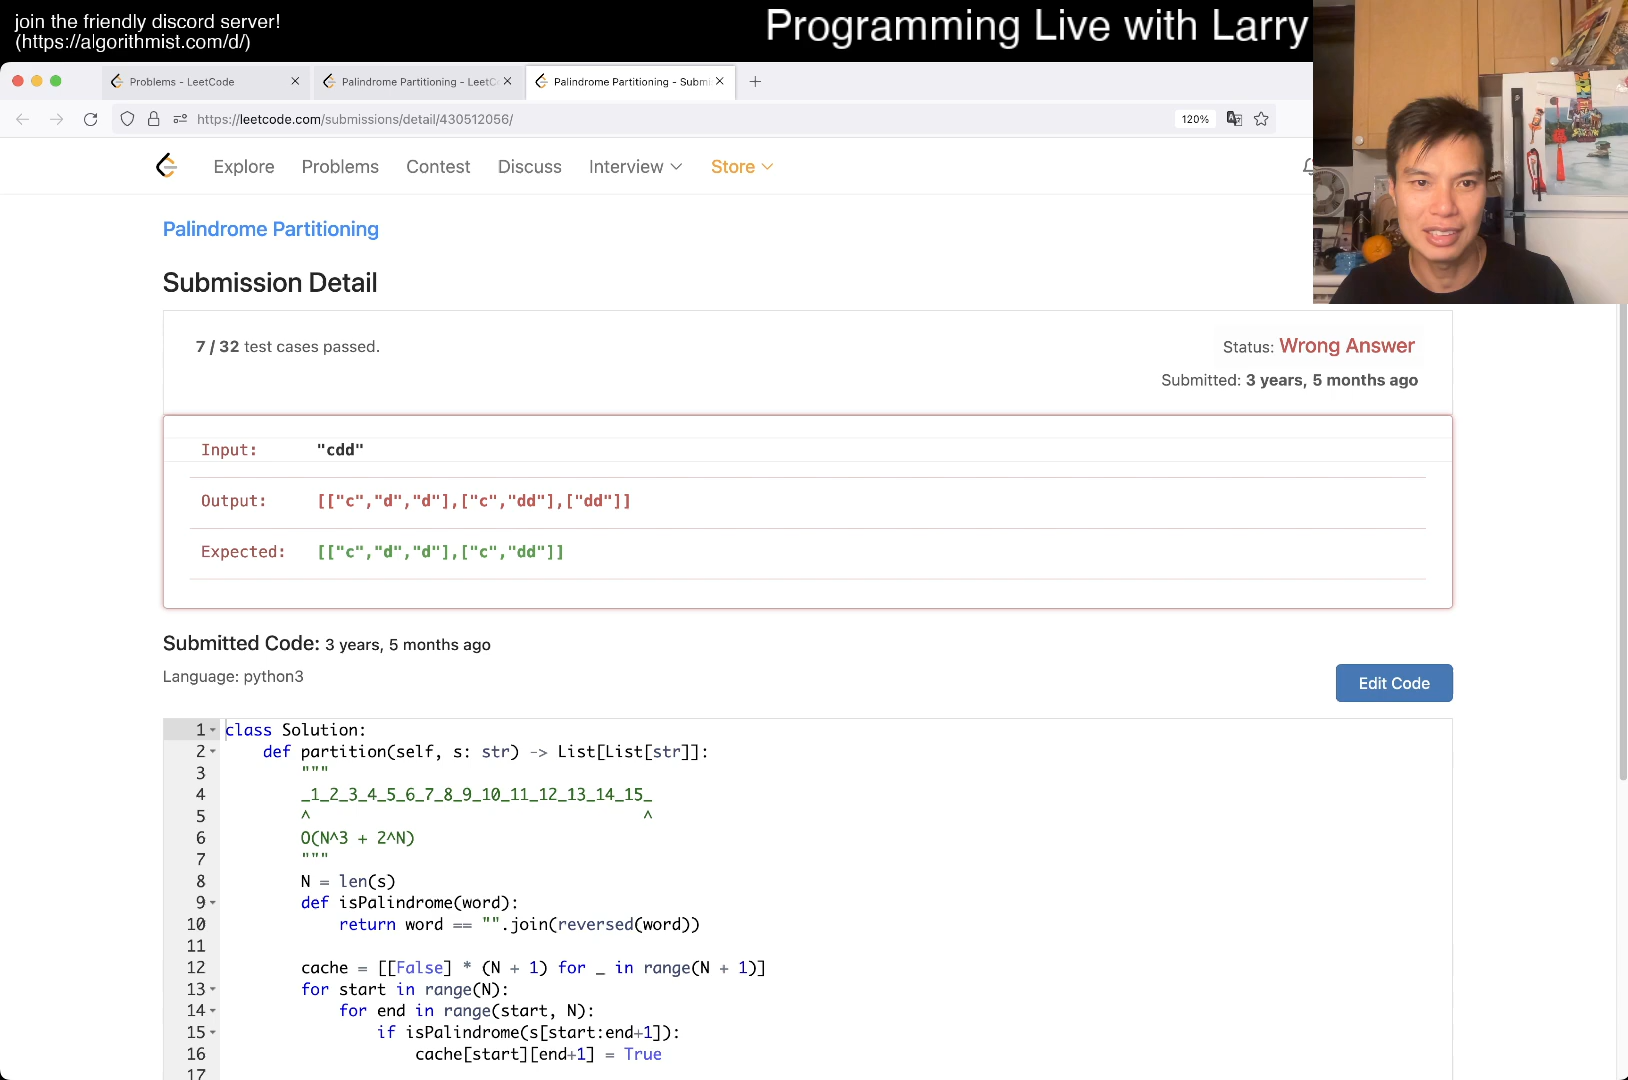 join the friendly discord server!
(https://algorithmist.com/d/)
Programming Live with Larry
Problems - LeetCode
Palindrome Partitioning - LeetC
Palindrome Partitioning - Subm
https://leetcode.com/submissions/detail/430512056/
120%
Explore Problems Contest Discuss Interview Store
Palindrome Partitioning
Submission Detail
7 / 32 test cases passed.
Status: Wrong Answer
Submitted: 3 years, 5 months ago
Input: "cdd"
Output: [["c","d","d"],["c","dd"],["dd"]]
Expected: [["c","d","d"],["c","dd"]]
Submitted Code: 3 years, 5 months ago
Language: python3
Edit Code
1 class Solution:
2     def partition(self, s: str) -> List[List[str]]:
3         """
4         _1_2_3_4_5_6_7_8_9_10_11_12_13_14_15_
5         ^                                   ^
6         O(N^3 + 2^N)
7         """
8         N = len(s)
9         def isPalindrome(word):
10             return word == "".join(reversed(word))
11
12         cache = [[False] * (N + 1) for _ in range(N + 1)]
13         for start in range(N):
14             for end in range(start, N):
15                 if isPalindrome(s[start:end+1]):
16                     cache[start][end+1] = True
17